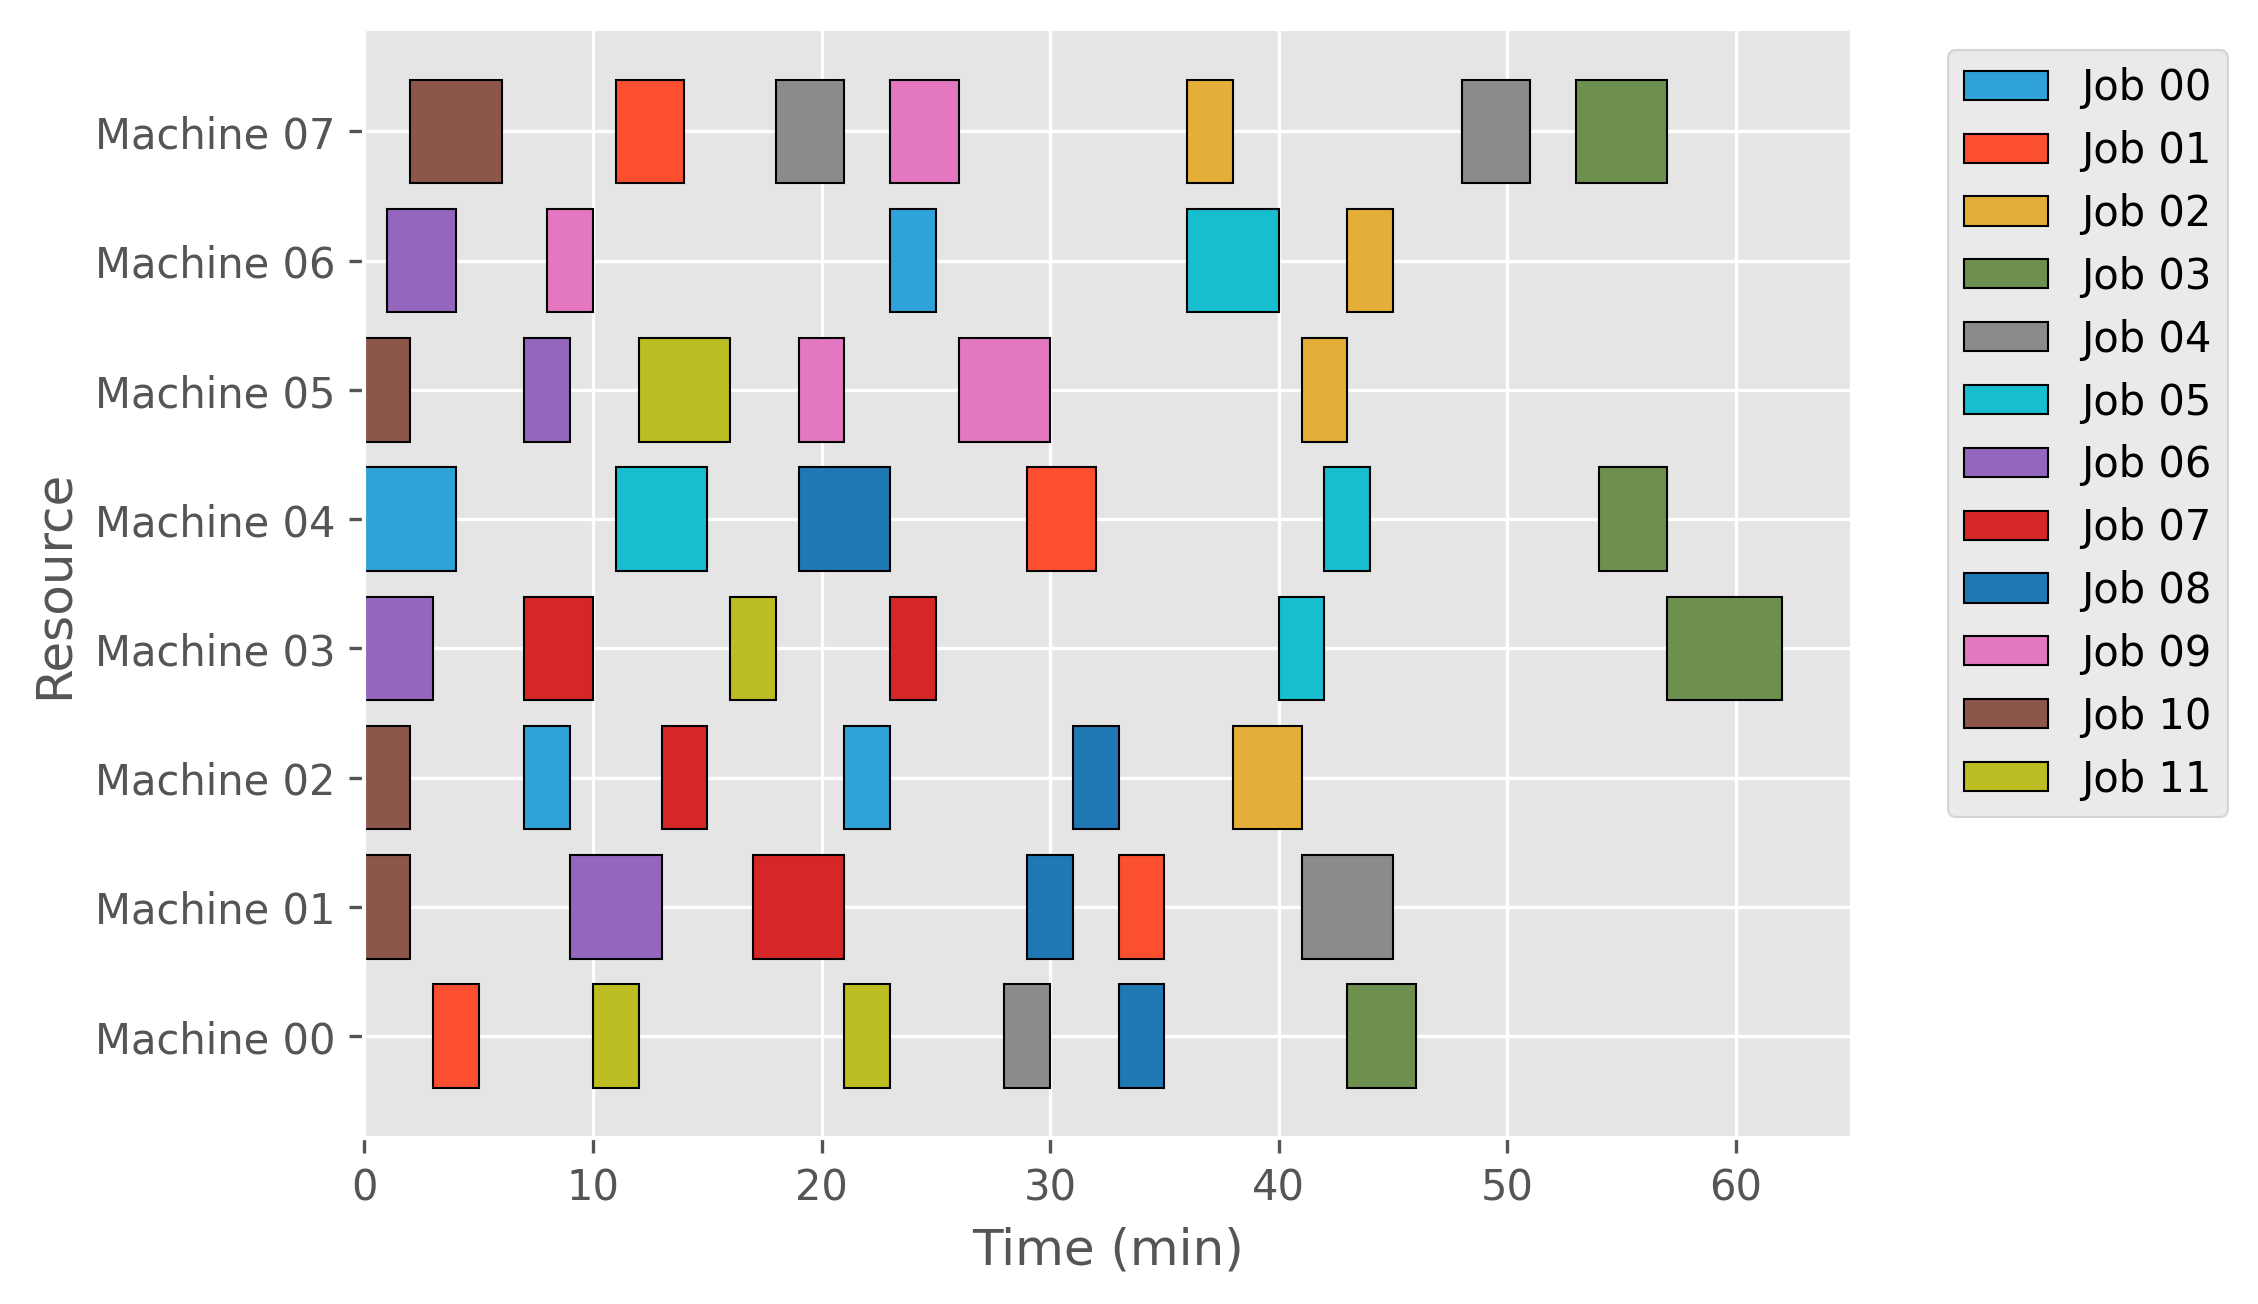 Machine 07
Machine 06
Machine 05
Machine 04
Machine 03
Machine 02
Machine 01
Machine 00
Resource
0 10 20 30 40 50 60
Time (min)
Job 00
Job 01
Job 02
Job 03
Job 04
Job 05
Job 06
Job 07
Job 08
Job 09
Job 10
Job 11